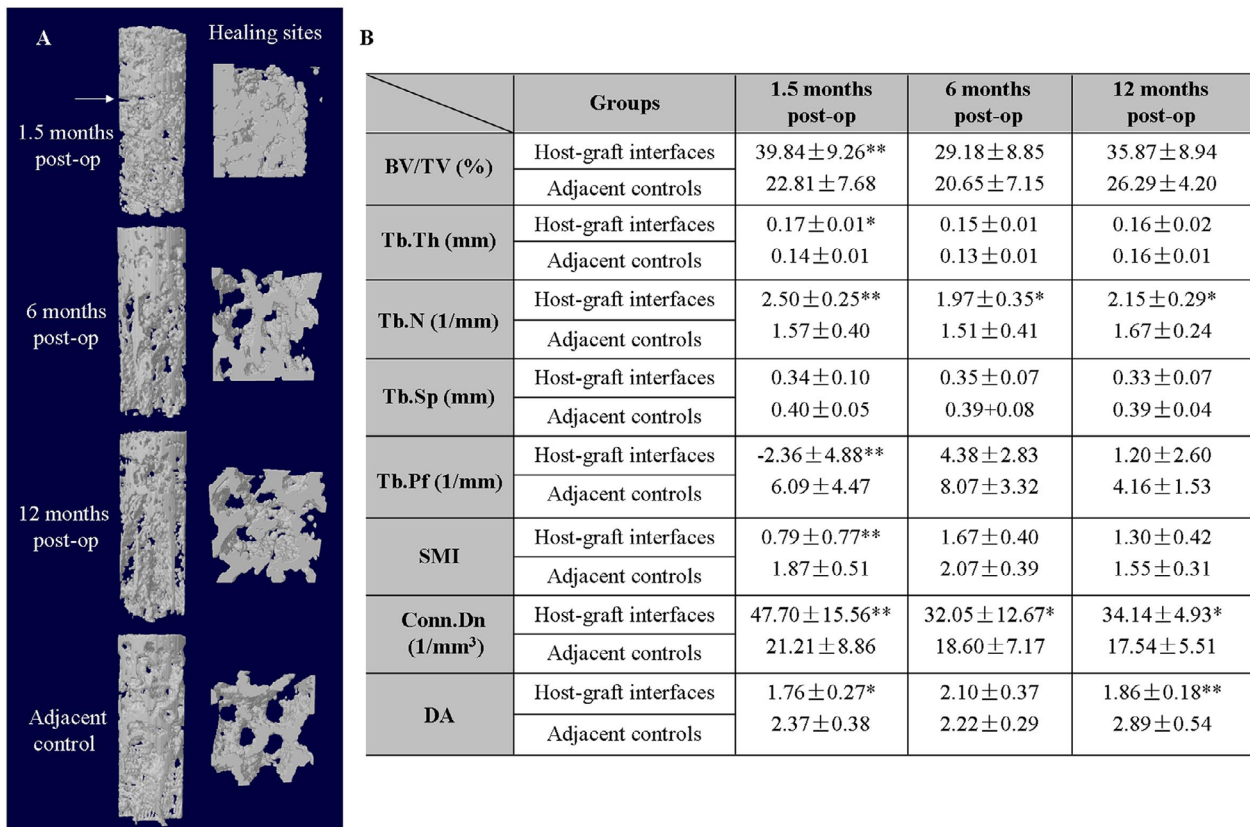 A
Healing sites
1.5 months
post-op
6 months
post-op
12 months
post-op
Adjacent
control
B
Groups
1.5 months
post-op
6 months
post-op
12 months
post-op
BV/TV (%)
Host-graft interfaces 39.84±9.26** 29.18±8.85 35.87±8.94
Adjacent controls 22.81±7.68 20.65±7.15 26.29±4.20
Tb.Th (mm)
Host-graft interfaces 0.17±0.01* 0.15±0.01 0.16±0.02
Adjacent controls 0.14±0.01 0.13±0.01 0.16±0.01
Tb.N (1/mm)
Host-graft interfaces 2.50±0.25** 1.97±0.35* 2.15±0.29*
Adjacent controls 1.57±0.40 1.51±0.41 1.67±0.24
Tb.Sp (mm)
Host-graft interfaces 0.34±0.10 0.35±0.07 0.33±0.07
Adjacent controls 0.40±0.05 0.39+0.08 0.39±0.04
Tb.Pf (1/mm)
Host-graft interfaces -2.36±4.88** 4.38±2.83 1.20±2.60
Adjacent controls 6.09±4.47 8.07±3.32 4.16±1.53
SMI
Host-graft interfaces 0.79±0.77** 1.67±0.40 1.30±0.42
Adjacent controls 1.87±0.51 2.07±0.39 1.55±0.31
Conn.Dn
(1/mm³)
Host-graft interfaces 47.70±15.56** 32.05±12.67* 34.14±4.93*
Adjacent controls 21.21±8.86 18.60±7.17 17.54±5.51
DA
Host-graft interfaces 1.76±0.27* 2.10±0.37 1.86±0.18**
Adjacent controls 2.37±0.38 2.22±0.29 2.89±0.54